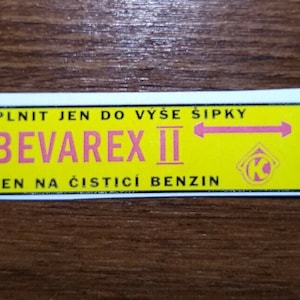 PLNIT JEN DO VÝŠE ŠIPKY
BEVAREX II
JEN NA ČISTICÍ BENZIN
K